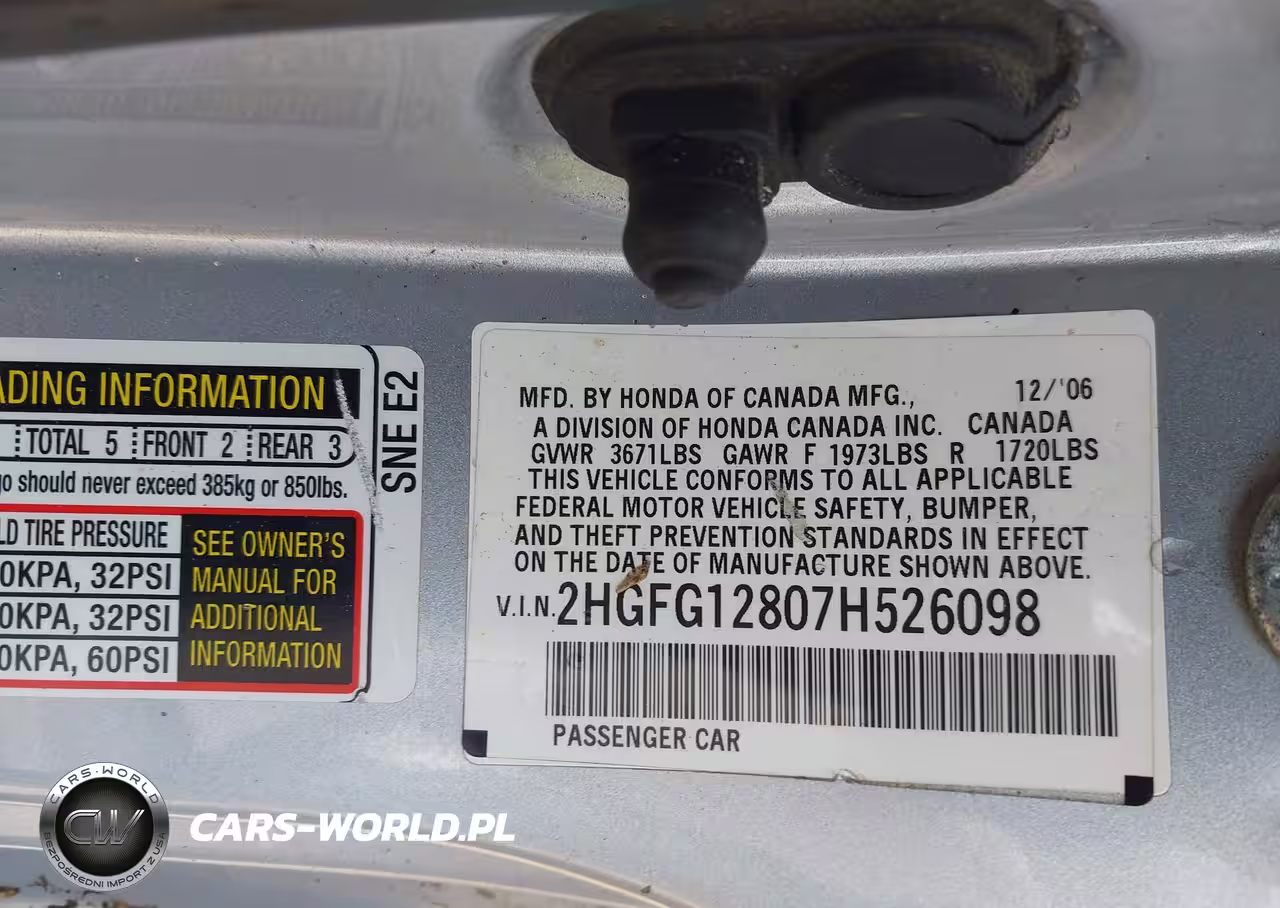 ADING INFORMATION
TOTAL 5 FRONT 2 REAR 3
go should never exceed 385kg or 850lbs.
LD TIRE PRESSURE
0KPA, 32PSI
0KPA, 32PSI
0KPA, 60PSI
SEE OWNER'S
MANUAL FOR
ADDITIONAL
INFORMATION
SNE E2
MFD. BY HONDA OF CANADA MFG., 12/'06
A DIVISION OF HONDA CANADA INC. CANADA
GVWR 3671LBS GAWR F 1973LBS R 1720LBS
THIS VEHICLE CONFORMS TO ALL APPLICABLE
FEDERAL MOTOR VEHICLE SAFETY, BUMPER,
AND THEFT PREVENTION STANDARDS IN EFFECT
ON THE DATE OF MANUFACTURE SHOWN ABOVE.
V.I.N. 2HGFG12807H526098
PASSENGER CAR
CARS-WORLD
CW
BEZPOŚREDNI IMPORT Z USA
CARS-WORLD.PL